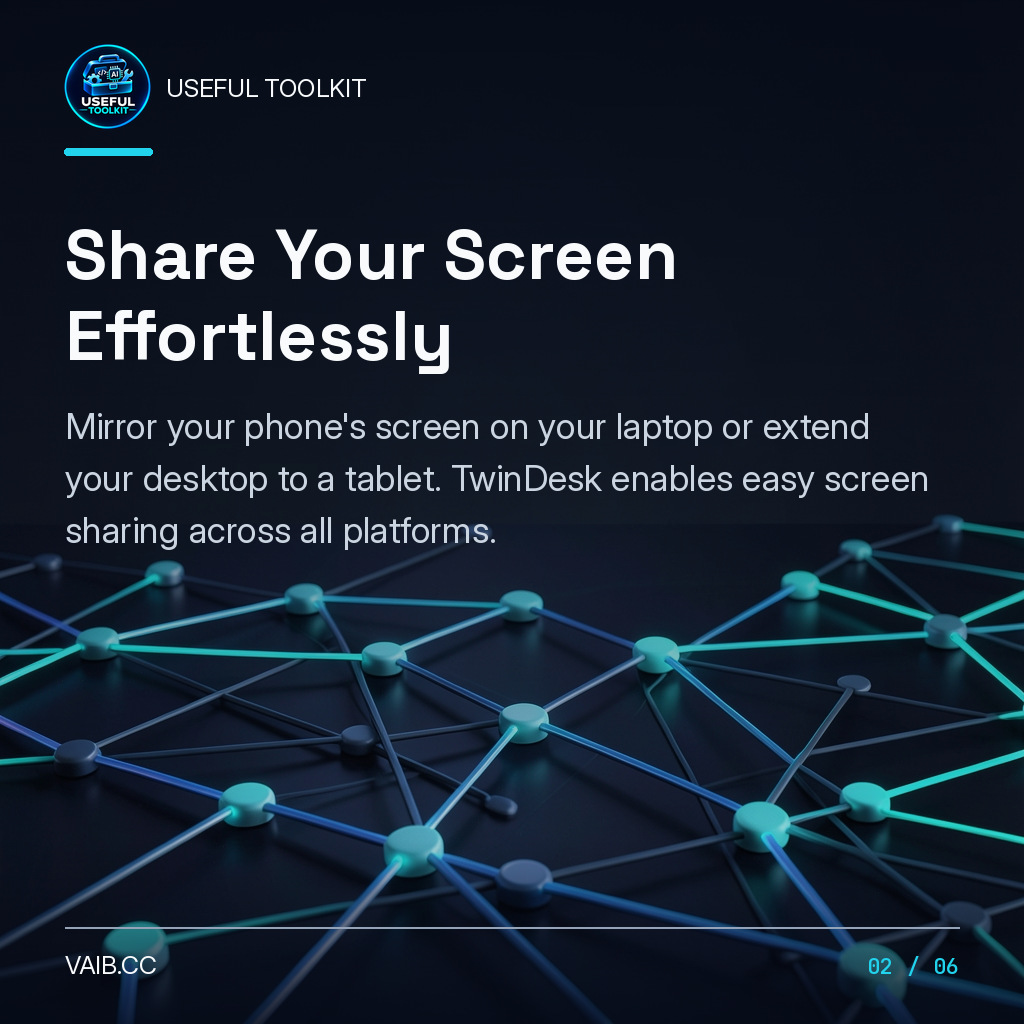 </>
AI
USEFUL
TOOLKIT
USEFUL TOOLKIT
Share Your Screen
Effortlessly
Mirror your phone's screen on your laptop or extend
your desktop to a tablet. TwinDesk enables easy screen
sharing across all platforms.
VAIB.CC
02 / 06